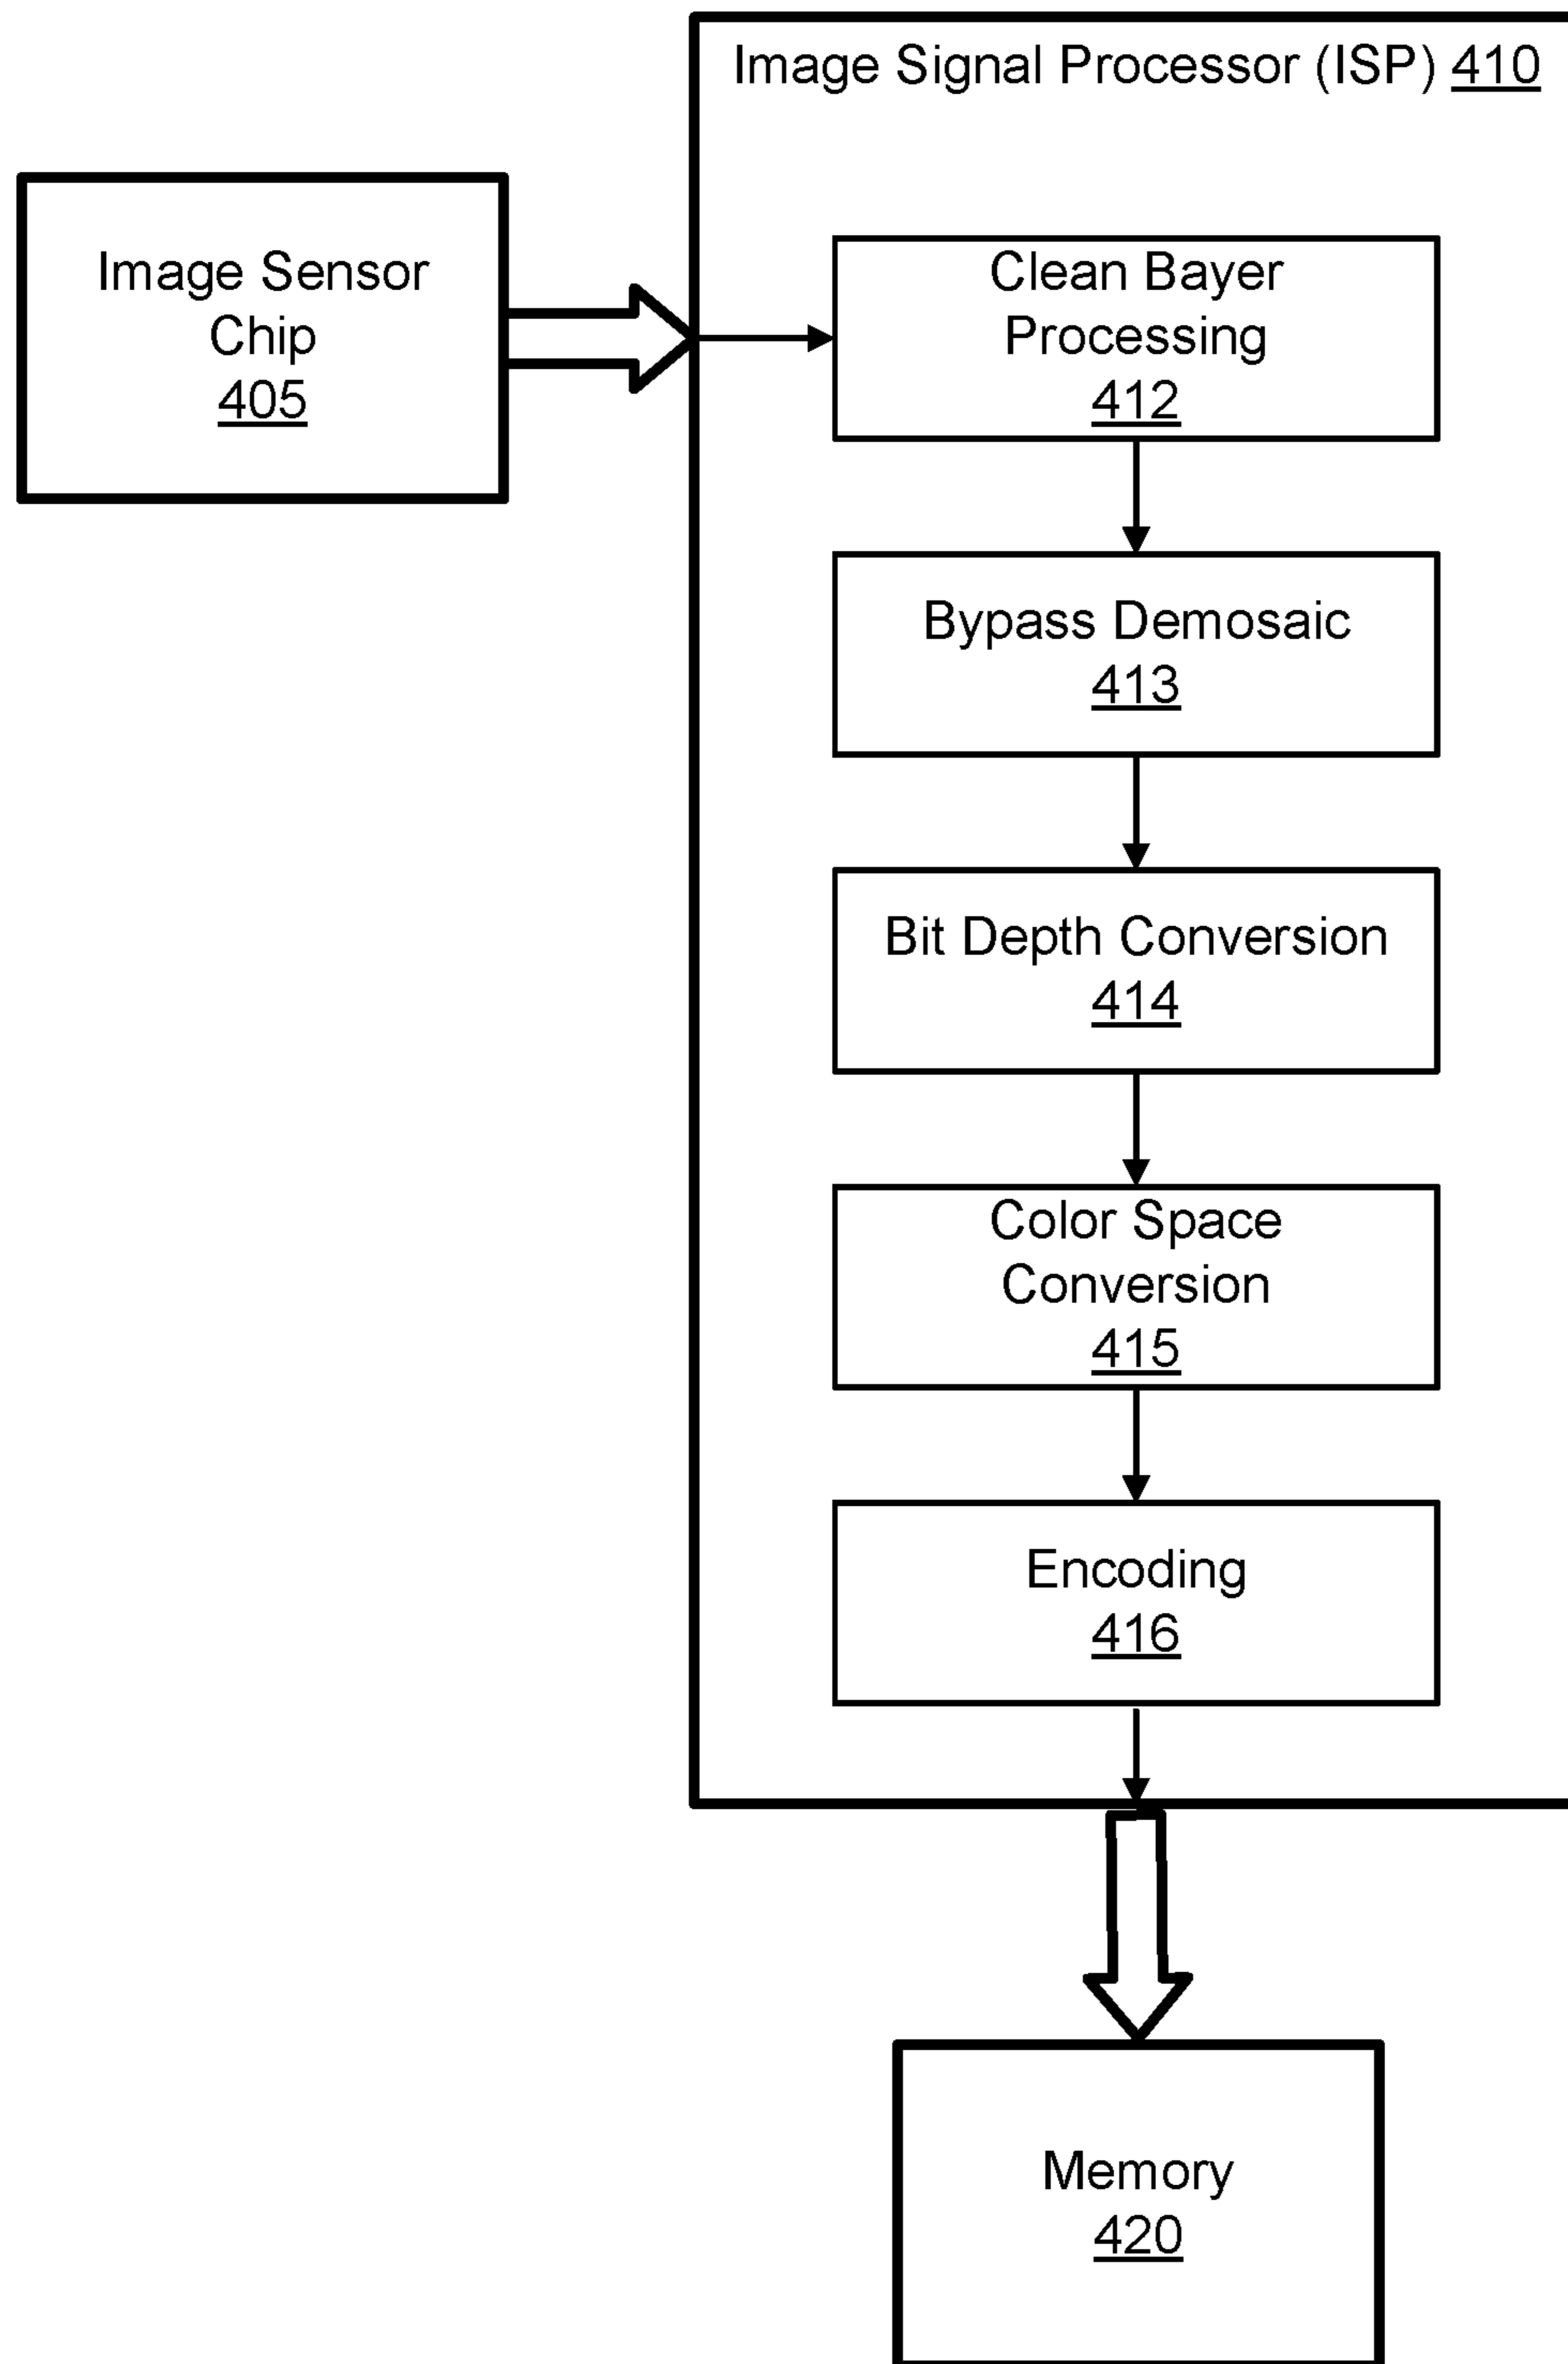 Image Signal Processor (ISP) 410
Image Sensor
Chip
405
Clean Bayer
Processing
412
Bypass Demosaic
413
Bit Depth Conversion
414
Color Space
Conversion
415
Encoding
416
Memory
420